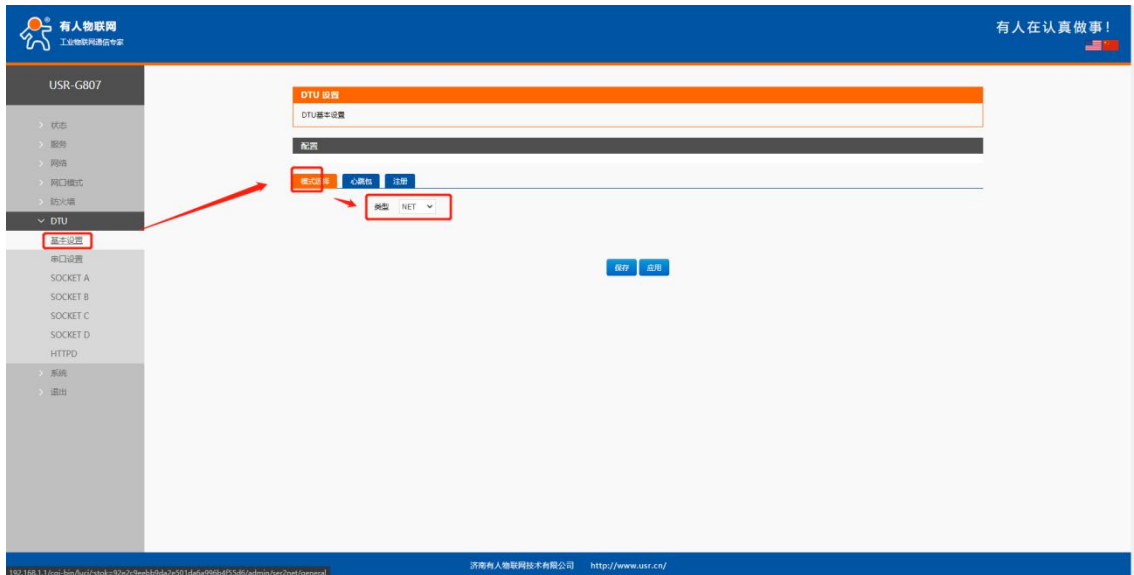 有人物联网
工业物联网通信专家
有人在认真做事!
USR-G807
状态
服务
网络
网口模式
防火墙
DTU
基本设置
串口设置
SOCKET A
SOCKET B
SOCKET C
SOCKET D
HTTPD
系统
退出
DTU 设置
DTU基本设置
配置
模式选择 心跳包 注册
类型 NET
保存 应用
济南有人物联网技术有限公司 http://www.usr.cn/